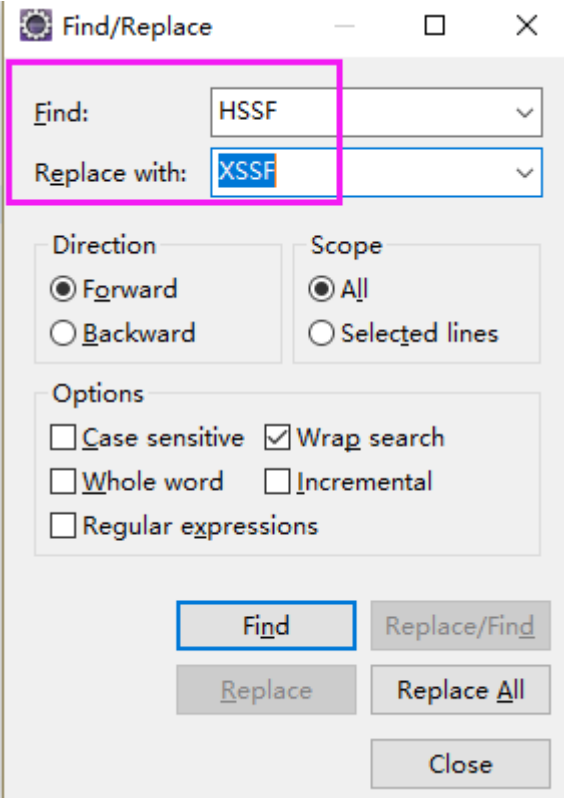 Find/Replace
Find: HSSF
Replace with: XSSF
Direction Scope
Forward All
Backward Selected lines
Options
Case sensitive Wrap search
Whole word Incremental
Regular expressions
Find Replace/Find
Replace Replace All
Close